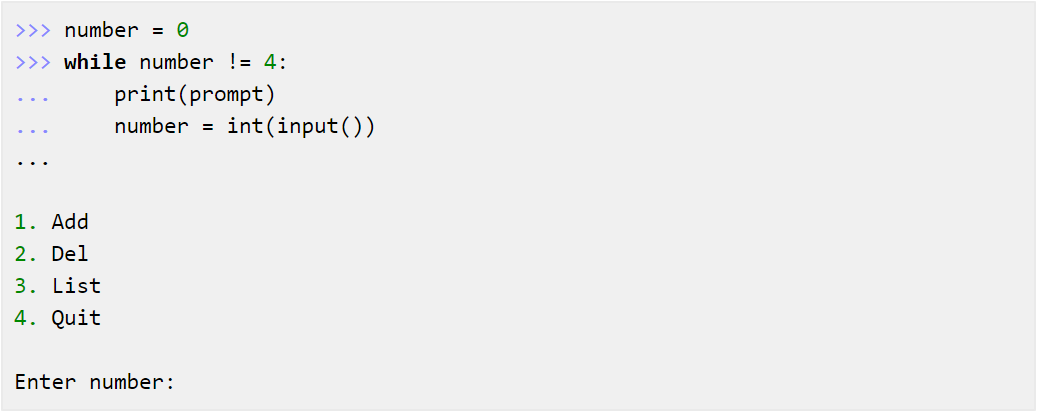 >>> number = 0
>>> while number != 4:
...     print(prompt)
...     number = int(input())
...
1. Add
2. Del
3. List
4. Quit
Enter number: